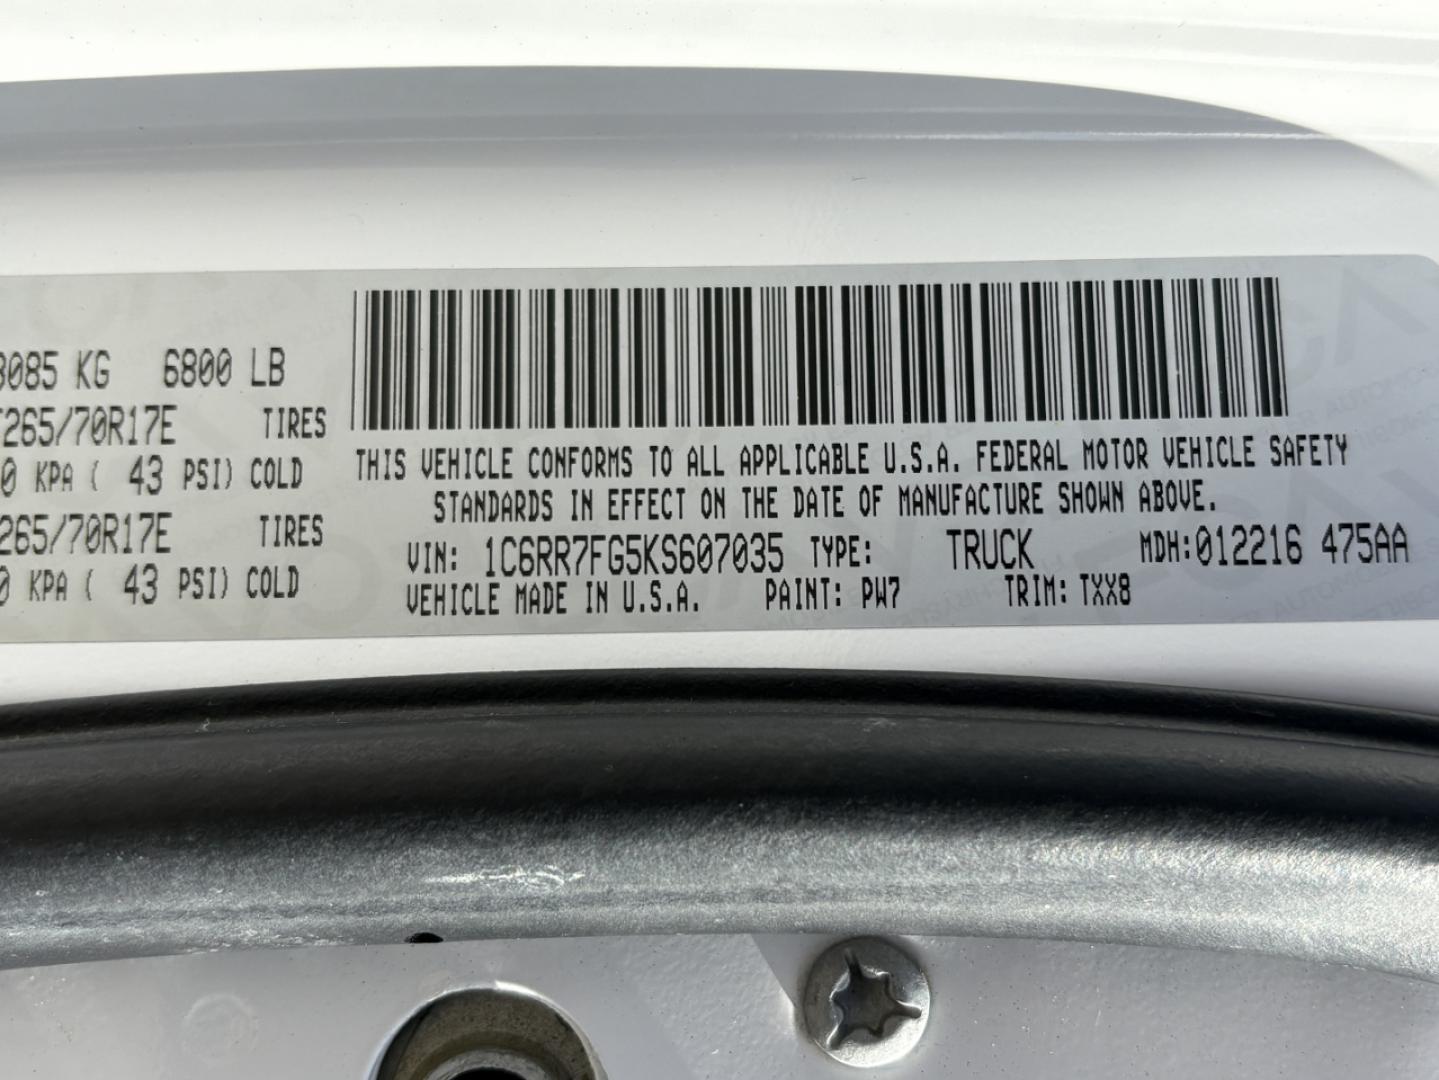 3085 KG 6800 LB
265/70R17E TIRES
0 KPA ( 43 PSI) COLD
265/70R17E TIRES
0 KPA ( 43 PSI) COLD
THIS VEHICLE CONFORMS TO ALL APPLICABLE U.S.A. FEDERAL MOTOR VEHICLE SAFETY
STANDARDS IN EFFECT ON THE DATE OF MANUFACTURE SHOWN ABOVE.
VIN: 1C6RR7FG5KS607035 TYPE: TRUCK MDH:012216 475AA
VEHICLE MADE IN U.S.A. PAINT: PW7 TRIM: TXX8